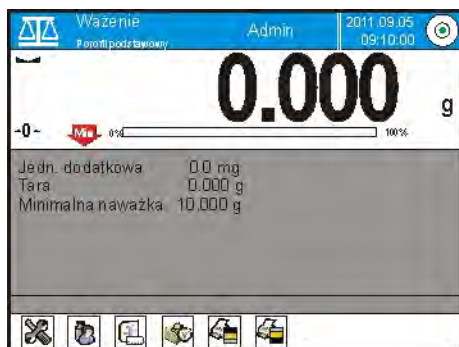 Ważenie
Admin
2011.09.05
Porofil podstawowy
09:10:00
0.000
g
-0-
Min
0%
100%
Jedn. dodatkowa 0.0 mg
Tara 0.000 g
Minimalna naważka 10.000 g